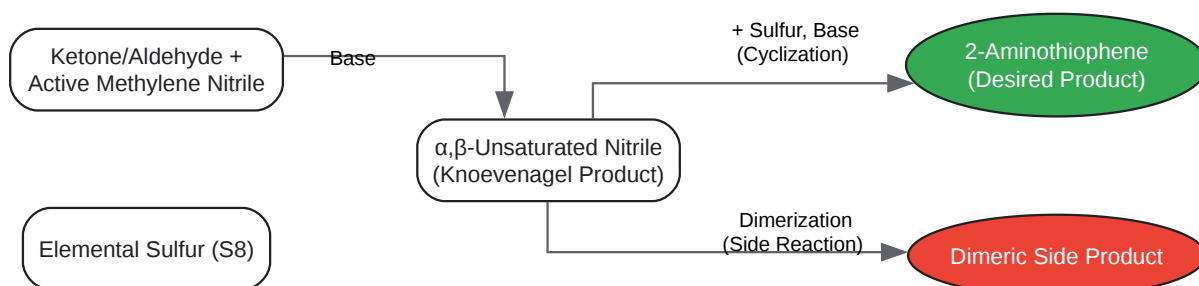 Ketone/Aldehyde +
Active Methylene Nitrile
Base
+ Sulfur, Base
(Cyclization)
2-Aminothiophene
(Desired Product)
α,β-Unsaturated Nitrile
(Knoevenagel Product)
Elemental Sulfur (S8)
Dimerization
(Side Reaction)
Dimeric Side Product